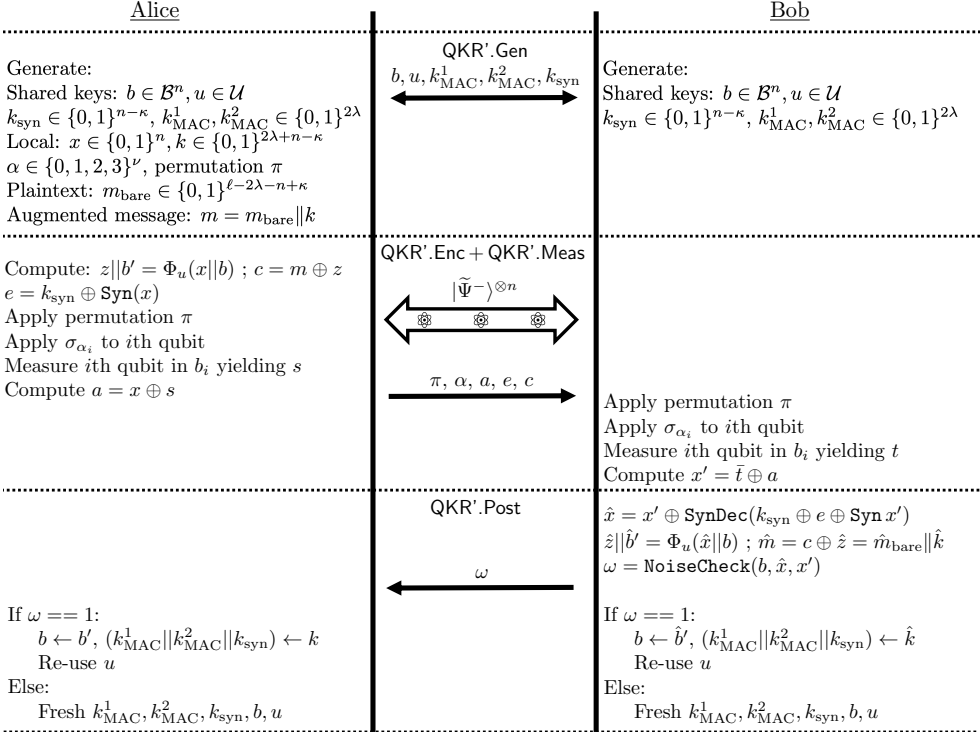 Alice
Bob
QKR'.Gen
b, u, k¹_MAC, k²_MAC, k_syn
Generate:
Shared keys: b ∈ 𝓑ⁿ, u ∈ 𝓤
k_syn ∈ {0, 1}^{n−κ}, k¹_MAC, k²_MAC ∈ {0, 1}^{2λ}
Local: x ∈ {0, 1}ⁿ, k ∈ {0, 1}^{2λ+n−κ}
α ∈ {0, 1, 2, 3}^ν, permutation π
Plaintext: m_bare ∈ {0, 1}^{ℓ−2λ−n+κ}
Augmented message: m = m_bare‖k
Generate:
Shared keys: b ∈ 𝓑ⁿ, u ∈ 𝓤
k_syn ∈ {0, 1}^{n−κ}, k¹_MAC, k²_MAC ∈ {0, 1}^{2λ}
QKR'.Enc + QKR'.Meas
|Ψ̃⁻⟩^{⊗n}
Compute: z||b′ = Φ_u(x||b) ; c = m ⊕ z
e = k_syn ⊕ Syn(x)
Apply permutation π
Apply σ_{α_i} to ith qubit
Measure ith qubit in b_i yielding s
Compute a = x ⊕ s
π, α, a, e, c
Apply permutation π
Apply σ_{α_i} to ith qubit
Measure ith qubit in b_i yielding t
Compute x′ = t̄ ⊕ a
QKR'.Post
x̂ = x′ ⊕ SynDec(k_syn ⊕ e ⊕ Syn x′)
ẑ||b̂′ = Φ_u(x̂||b) ; m̂ = c ⊕ ẑ = m̂_bare‖k̂
ω = NoiseCheck(b, x̂, x′)
ω
If ω == 1:
b ← b′, (k¹_MAC||k²_MAC||k_syn) ← k
Re-use u
Else:
Fresh k¹_MAC, k²_MAC, k_syn, b, u
If ω == 1:
b ← b̂′, (k¹_MAC||k²_MAC||k_syn) ← k̂
Re-use u
Else:
Fresh k¹_MAC, k²_MAC, k_syn, b, u